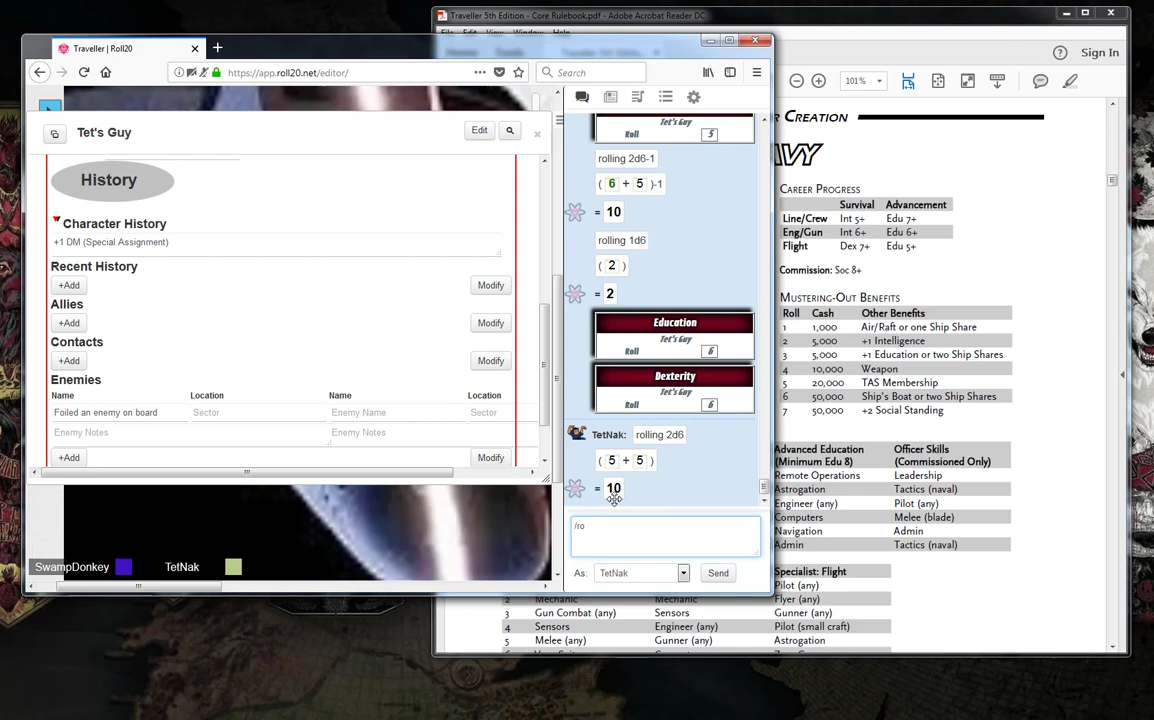 Traveller 5th Edition - Core Rulebook.pdf - Adobe Acrobat Reader DC
Traveller | Roll20
https://app.roll20.net/editor/
Search
Sign In
101%
Tet's Guy
Edit
History
Character History
+1 DM (Special Assignment)
Recent History
+Add
Modify
Allies
+Add
Modify
Contacts
+Add
Modify
Enemies
Name Location Name Location
Foiled an enemy on board Sector Enemy Name Sector
Enemy Notes Enemy Notes
+Add
Modify
SwampDonkey
TetNak
Tet's Guy
Roll 5
rolling 2d6-1
( 6 + 5 )-1
= 10
rolling 1d6
( 2 )
= 2
Education
Tet's Guy
Roll 6
Dexterity
Tet's Guy
Roll 6
TetNak: rolling 2d6
( 5 + 5 )
= 10
/ro
As: TetNak
Send
Creation
Career Progress
Survival Advancement
Line/Crew Int 5+ Edu 7+
Eng/Gun Int 6+ Edu 6+
Flight Dex 7+ Edu 5+
Commission: Soc 8+
Mustering-Out Benefits
Roll Cash Other Benefits
1 1,000 Air/Raft or one Ship Share
2 5,000 +1 Intelligence
3 5,000 +1 Education or two Ship Shares
4 10,000 Weapon
5 20,000 TAS Membership
6 50,000 Ship's Boat or two Ship Shares
7 50,000 +2 Social Standing
Advanced Education Officer Skills
(Minimum Edu 8) (Commissioned Only)
Remote Operations Leadership
Astrogation Tactics (naval)
Engineer (any) Pilot (any)
Computers Melee (blade)
Navigation Admin
Admin Tactics (naval)
Specialist: Flight
Pilot (any)
2 Mechanic Mechanic Flyer (any)
3 Gun Combat (any) Sensors Gunner (any)
4 Sensors Engineer (any) Pilot (small craft)
5 Melee (any) Gunner (any) Astrogation